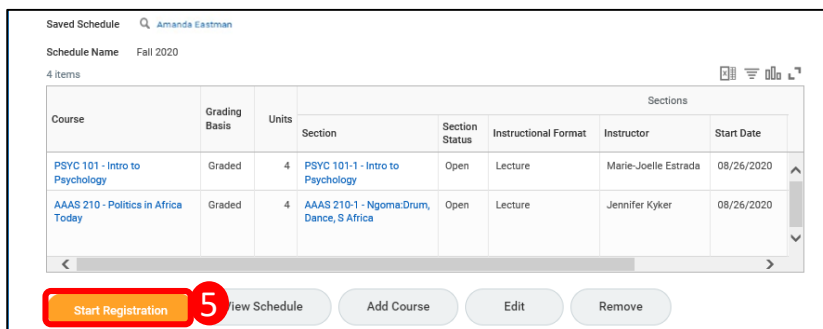 Saved Schedule Amanda Eastman
Schedule Name Fall 2020
4 items
Sections
Course Grading Basis Units Section Section Status Instructional Format Instructor Start Date
PSYC 101 - Intro to Psychology Graded 4 PSYC 101-1 - Intro to Psychology Open Lecture Marie-Joelle Estrada 08/26/2020
AAAS 210 - Politics in Africa Today Graded 4 AAAS 210-1 - Ngoma:Drum, Dance, S Africa Open Lecture Jennifer Kyker 08/26/2020
Start Registration 5 View Schedule Add Course Edit Remove